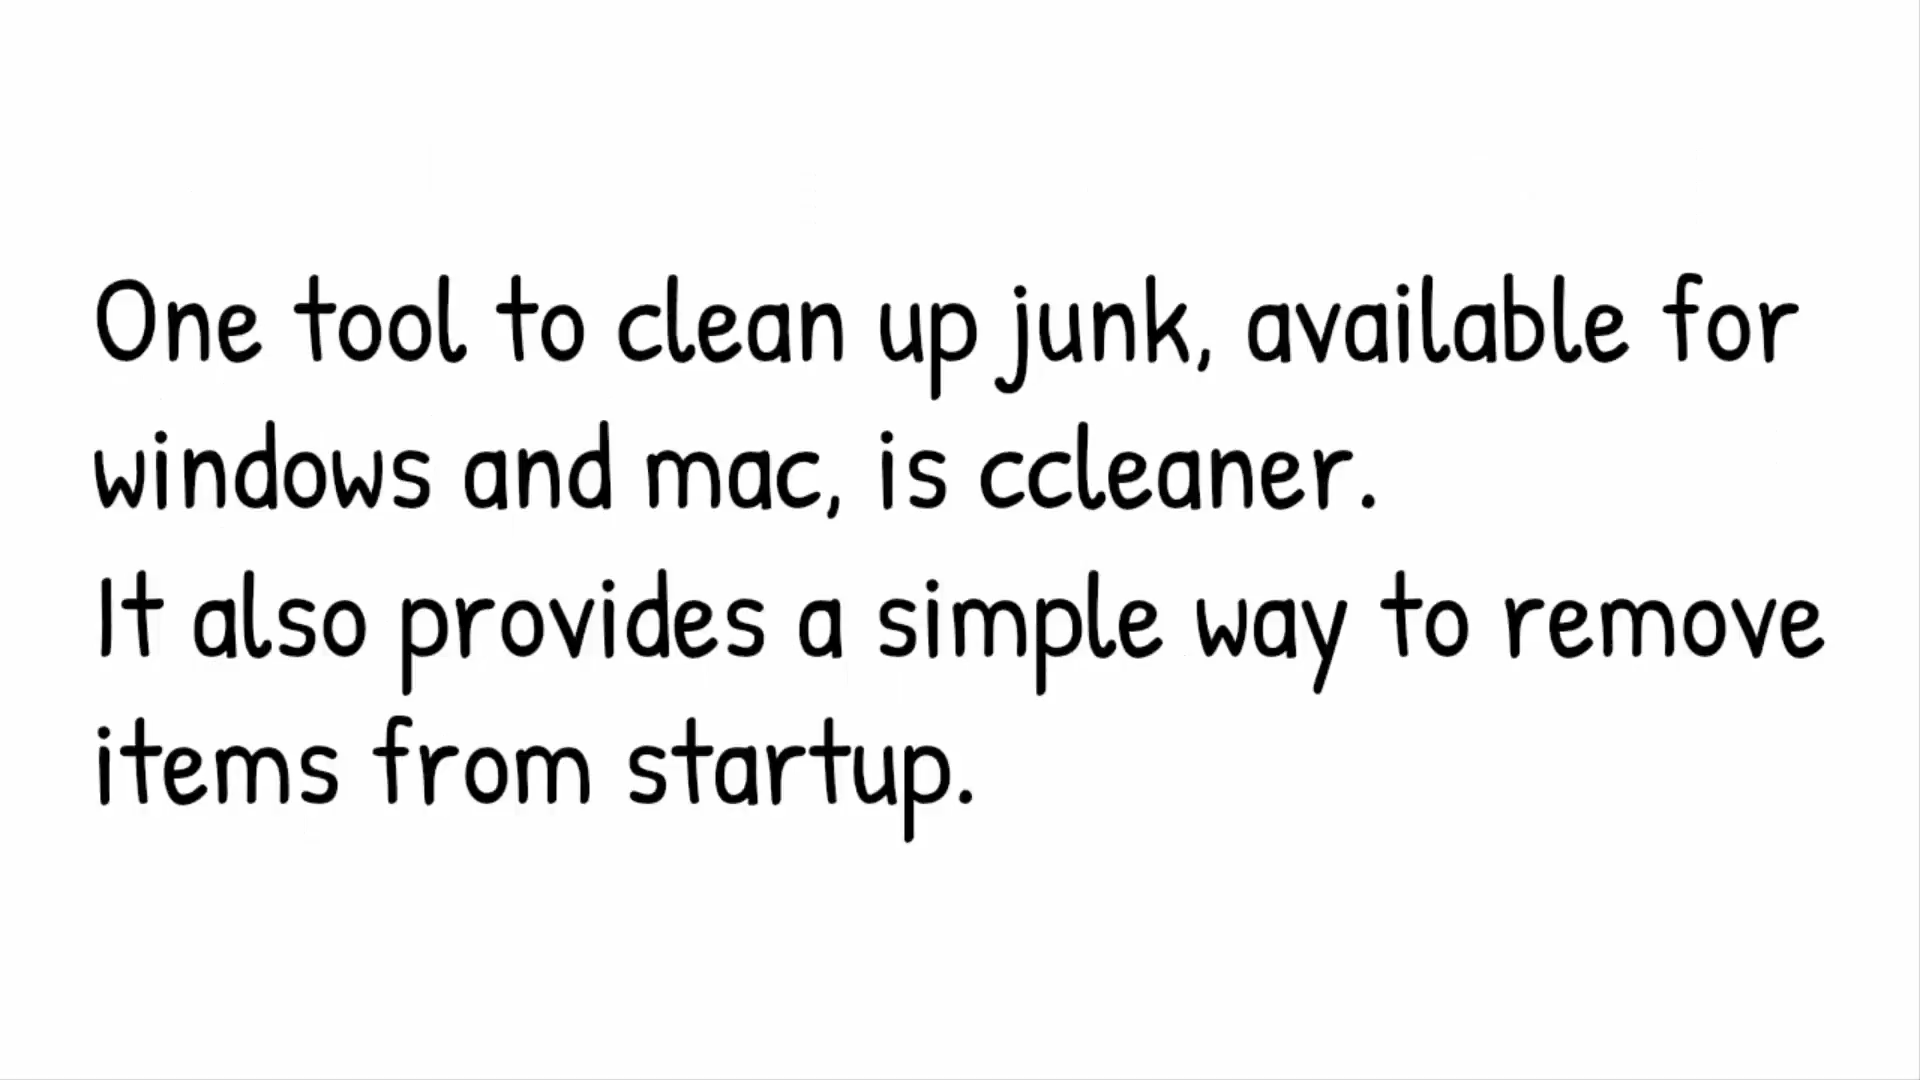 One tool to clean up junk, available for
windows and mac, is ccleaner.
It also provides a simple way to remove
items from startup.